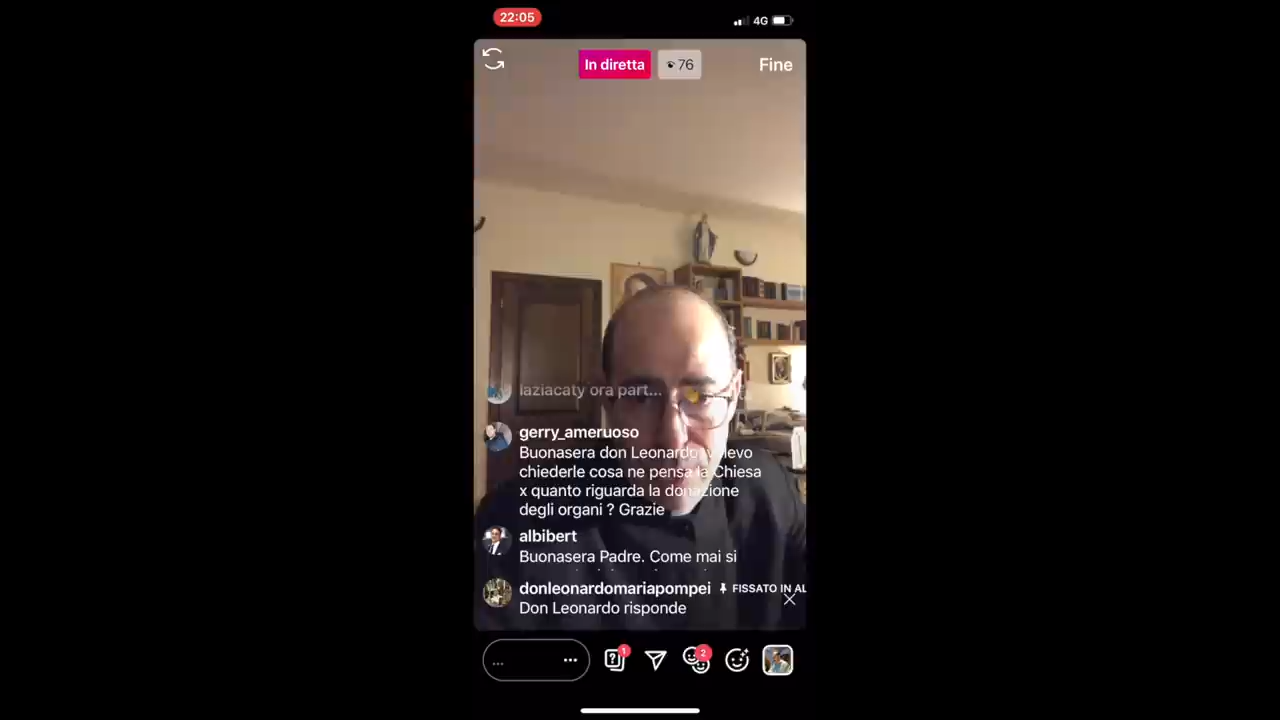 22:05
4G
In diretta
76
Fine
laziacaty ora part...
gerry_ameruoso
Buonasera don Leonardo, volevo
chiederle cosa ne pensa la Chiesa
x quanto riguarda la donazione
degli organi ? Grazie
albibert
Buonasera Padre. Come mai si
donleonardomariapompei FISSATO IN AL
Don Leonardo risponde
...
1
2